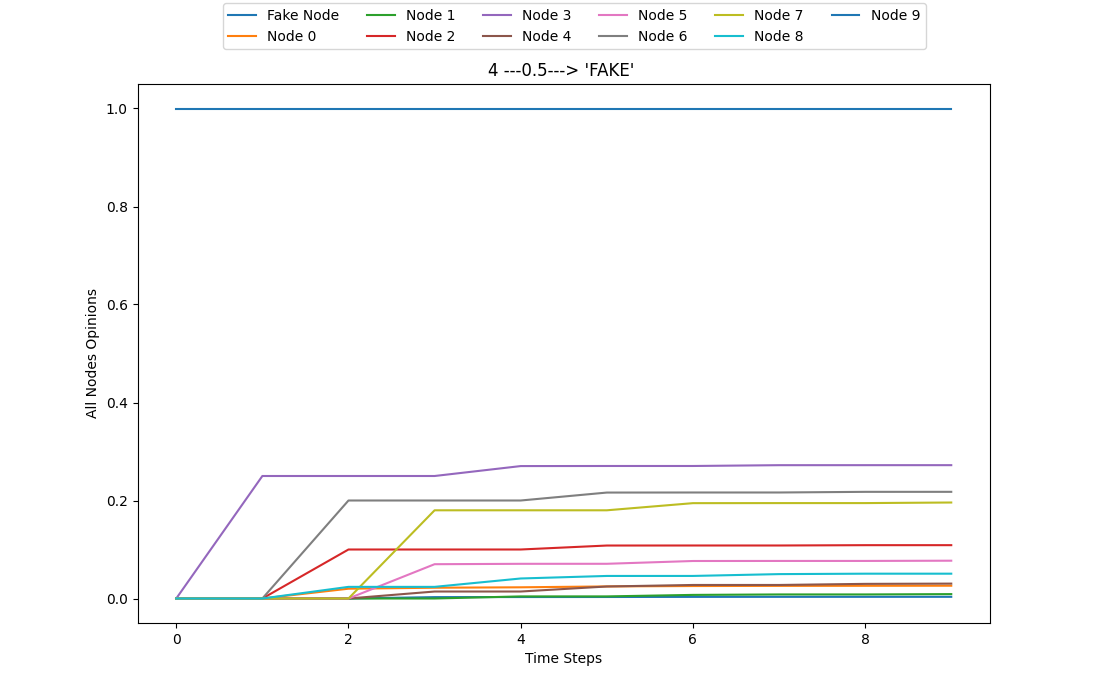 Fake Node Node 1 Node 3 Node 5 Node 7 Node 9
Node 0 Node 2 Node 4 Node 6 Node 8
4 ---0.5---> 'FAKE'
1.0
0.8
0.6
0.4
0.2
0.0
All Nodes Opinions
0 2 4 6 8
Time Steps